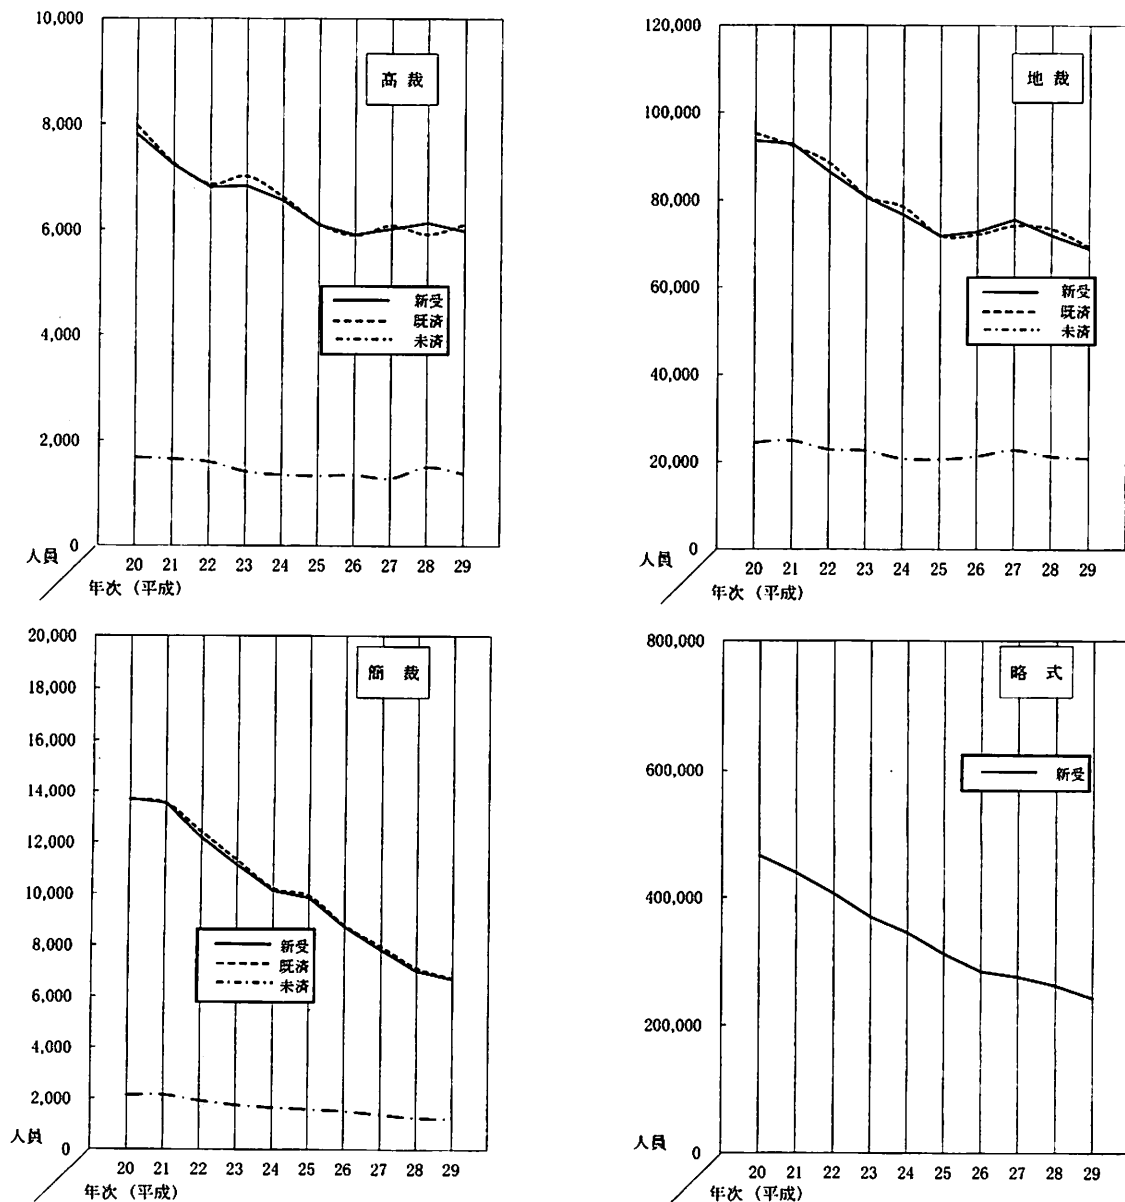 10,000
8,000
6,000
4,000
2,000
0
高裁
新受
既済
未済
人員
20 21 22 23 24 25 26 27 28 29
年次（平成）
120,000
100,000
80,000
60,000
40,000
20,000
0
地裁
新受
既済
未済
人員
20 21 22 23 24 25 26 27 28 29
年次（平成）
20,000
18,000
16,000
14,000
12,000
10,000
8,000
6,000
4,000
2,000
0
簡裁
新受
既済
未済
人員
20 21 22 23 24 25 26 27 28 29
年次（平成）
800,000
600,000
400,000
200,000
0
略式
新受
人員
20 21 22 23 24 25 26 27 28 29
年次（平成）